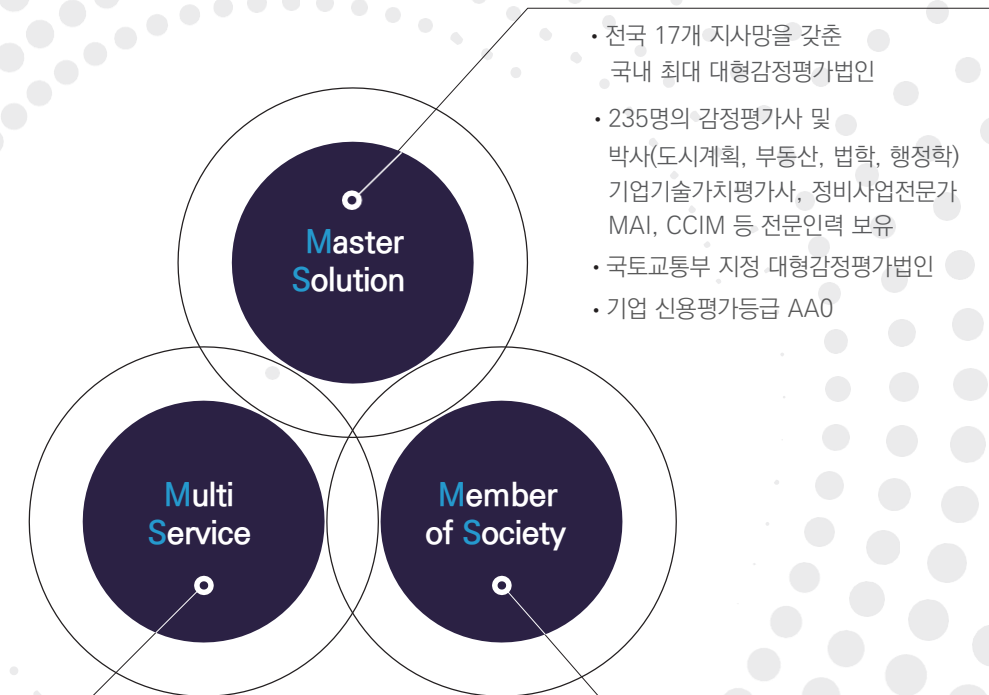 • 전국 17개 지사망을 갖춘
국내 최대 대형감정평가법인
• 235명의 감정평가사 및
박사(도시계획, 부동산, 법학, 행정학)
기업기술가치평가사, 정비사업전문가
MAI, CCIM 등 전문인력 보유
• 국토교통부 지정 대형감정평가법인
• 기업 신용평가등급 AA0
Master
Solution
Multi
Service
Member
of Society